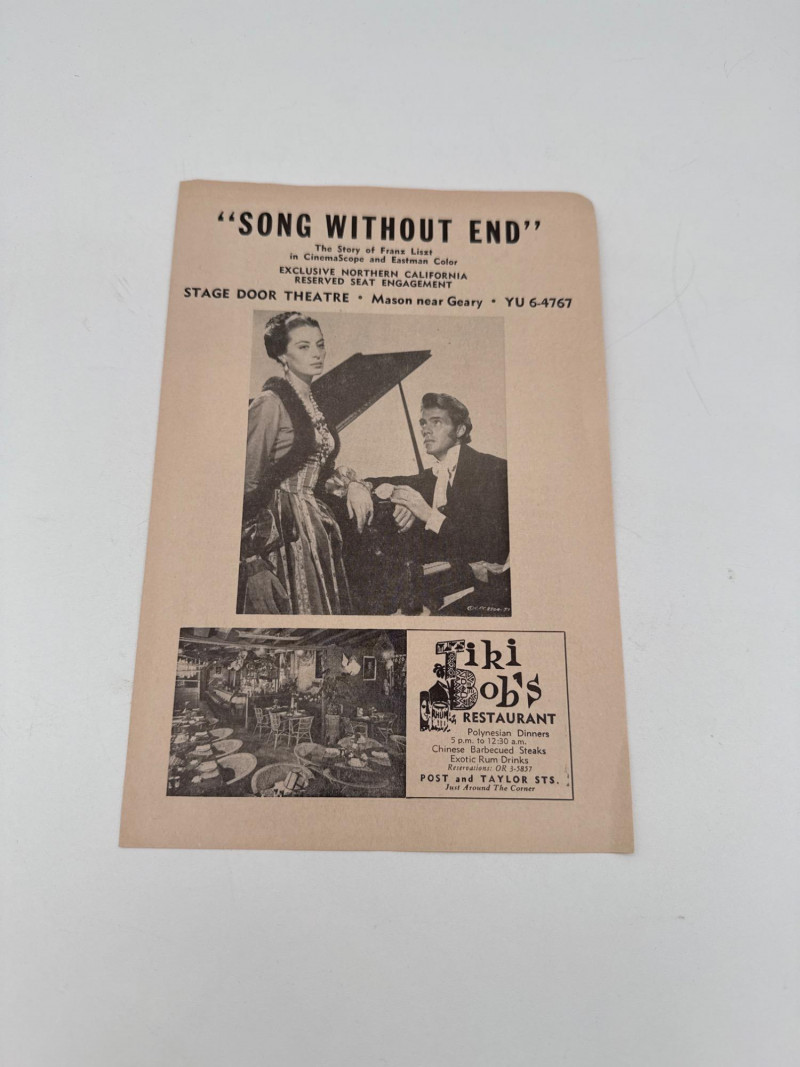 "SONG WITHOUT END"
The Story of Franz Liszt
in CinemaScope and Eastman Color
EXCLUSIVE NORTHERN CALIFORNIA
RESERVED SEAT ENGAGEMENT
STAGE DOOR THEATRE • Mason near Geary • YU 6-4767
Tiki
Bob's
RHUM
RESTAURANT
Polynesian Dinners
5 p.m. to 12:30 a.m.
Chinese Barbecued Steaks
Exotic Rum Drinks
Reservations: OR 3-5857
POST and TAYLOR STS.
Just Around The Corner